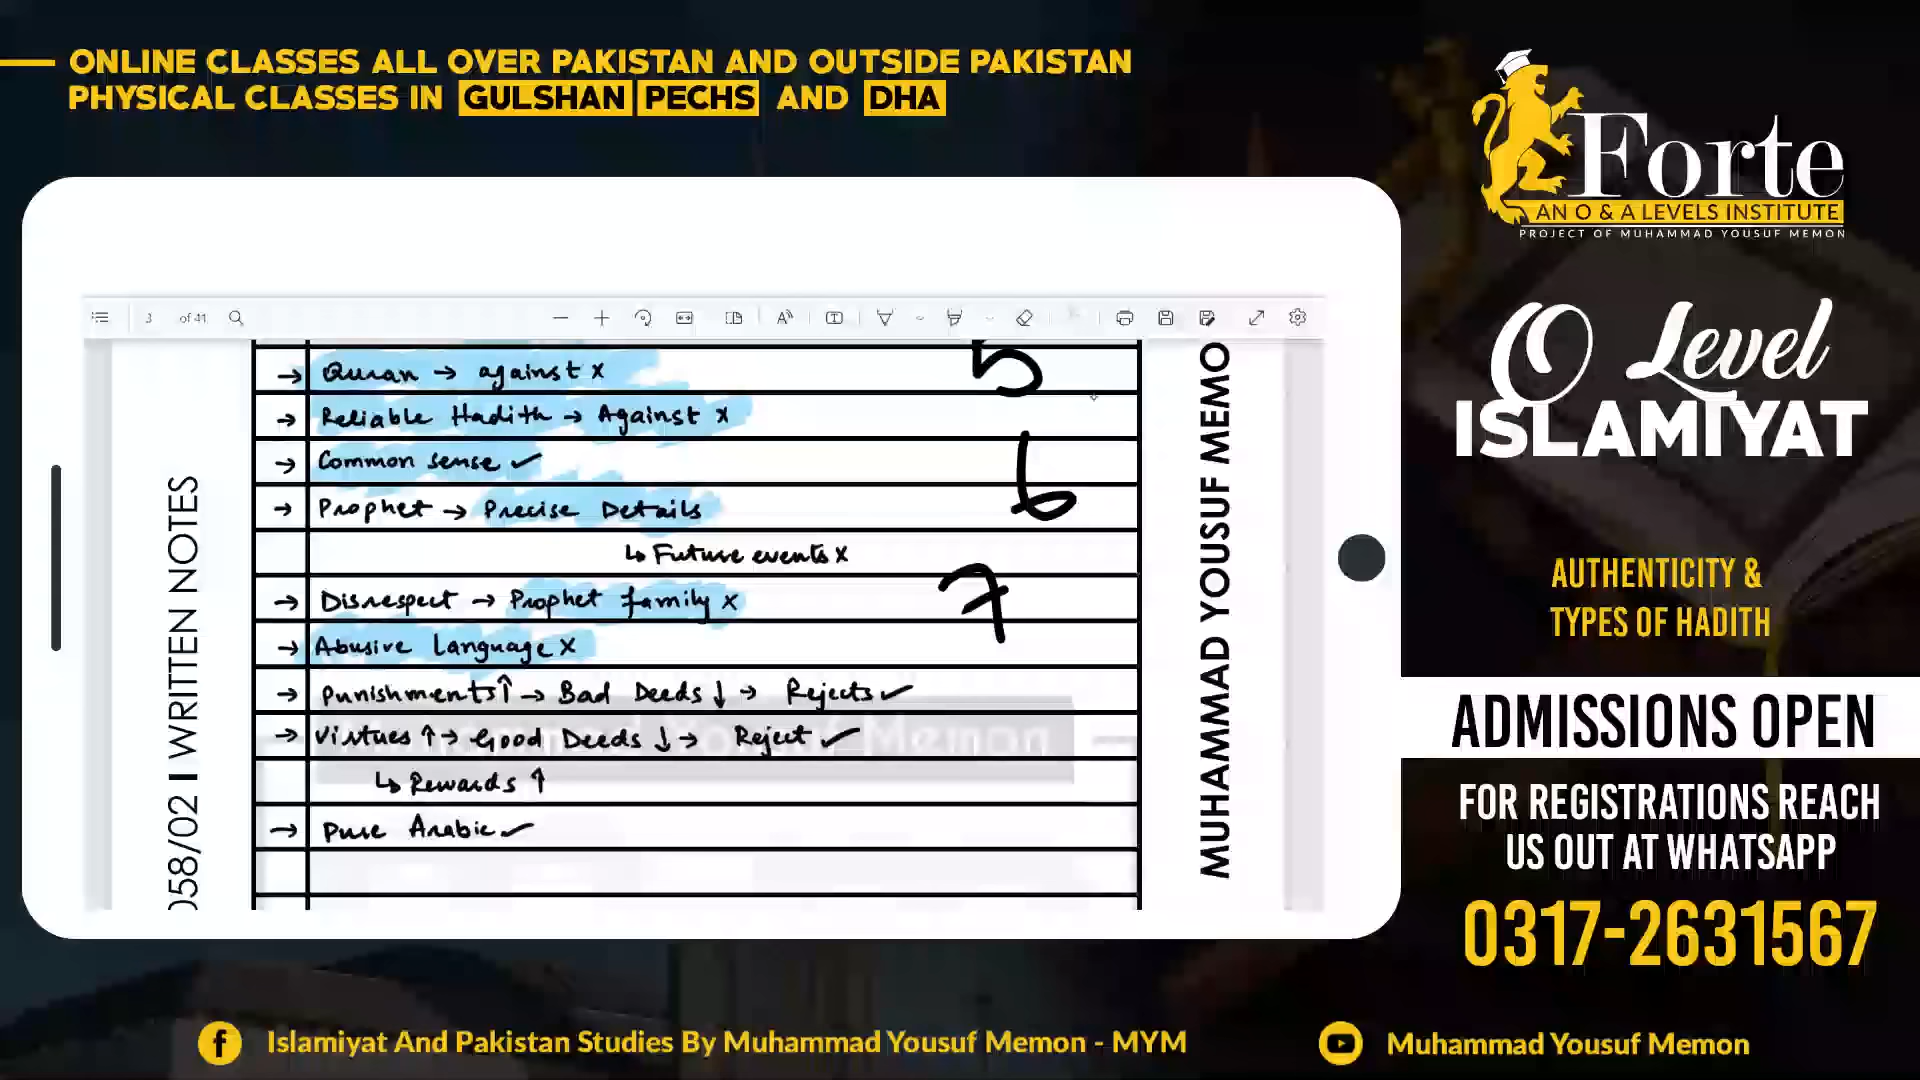 ONLINE CLASSES ALL OVER PAKISTAN AND OUTSIDE PAKISTAN
PHYSICAL CLASSES IN GULSHAN PECHS AND DHA
3 of 41
→ Quran → against x
→ Reliable Hadith → Against x
→ Common sense ✓
→ Prophet → Precise Details
↳ Future events x
→ Disrespect → Prophet family x
→ Abusive Language x
→ Punishments ↑ → Bad Deeds ↓ → Rejects ✓
→ Virtues ↑ → Good Deeds ↓ → Reject ✓
↳ Rewards ↑
→ Pure Arabic ✓
5
6
7
058/02 I WRITTEN NOTES
MUHAMMAD YOUSUF MEMO
Forte
AN O & A LEVELS INSTITUTE
PROJECT OF MUHAMMAD YOUSUF MEMON
O Level
ISLAMIYAT
AUTHENTICITY &
TYPES OF HADITH
ADMISSIONS OPEN
FOR REGISTRATIONS REACH
US OUT AT WHATSAPP
0317-2631567
Islamiyat And Pakistan Studies By Muhammad Yousuf Memon - MYM
Muhammad Yousuf Memon